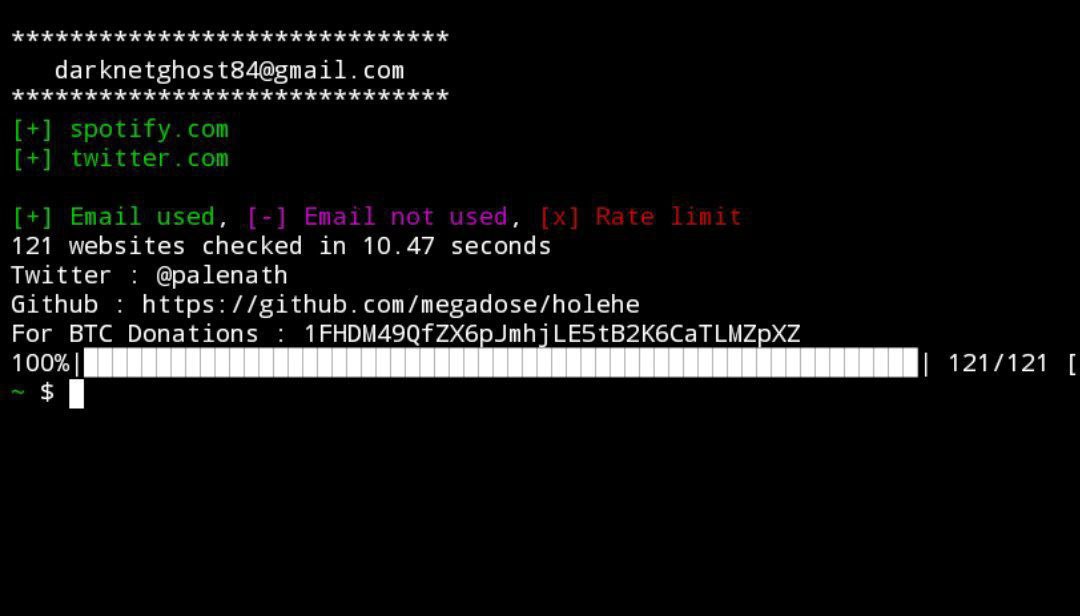 ******************************
darknetghost84@gmail.com
******************************
[+] spotify.com
[+] twitter.com
[+] Email used, [-] Email not used, [x] Rate limit
121 websites checked in 10.47 seconds
Twitter : @palenath
Github : https://github.com/megadose/holehe
For BTC Donations : 1FHDM49QfZX6pJmhjLE5tB2K6CaTLMZpXZ
100%|██████████████████████████████████████████████████████████| 121/121 [
~ $